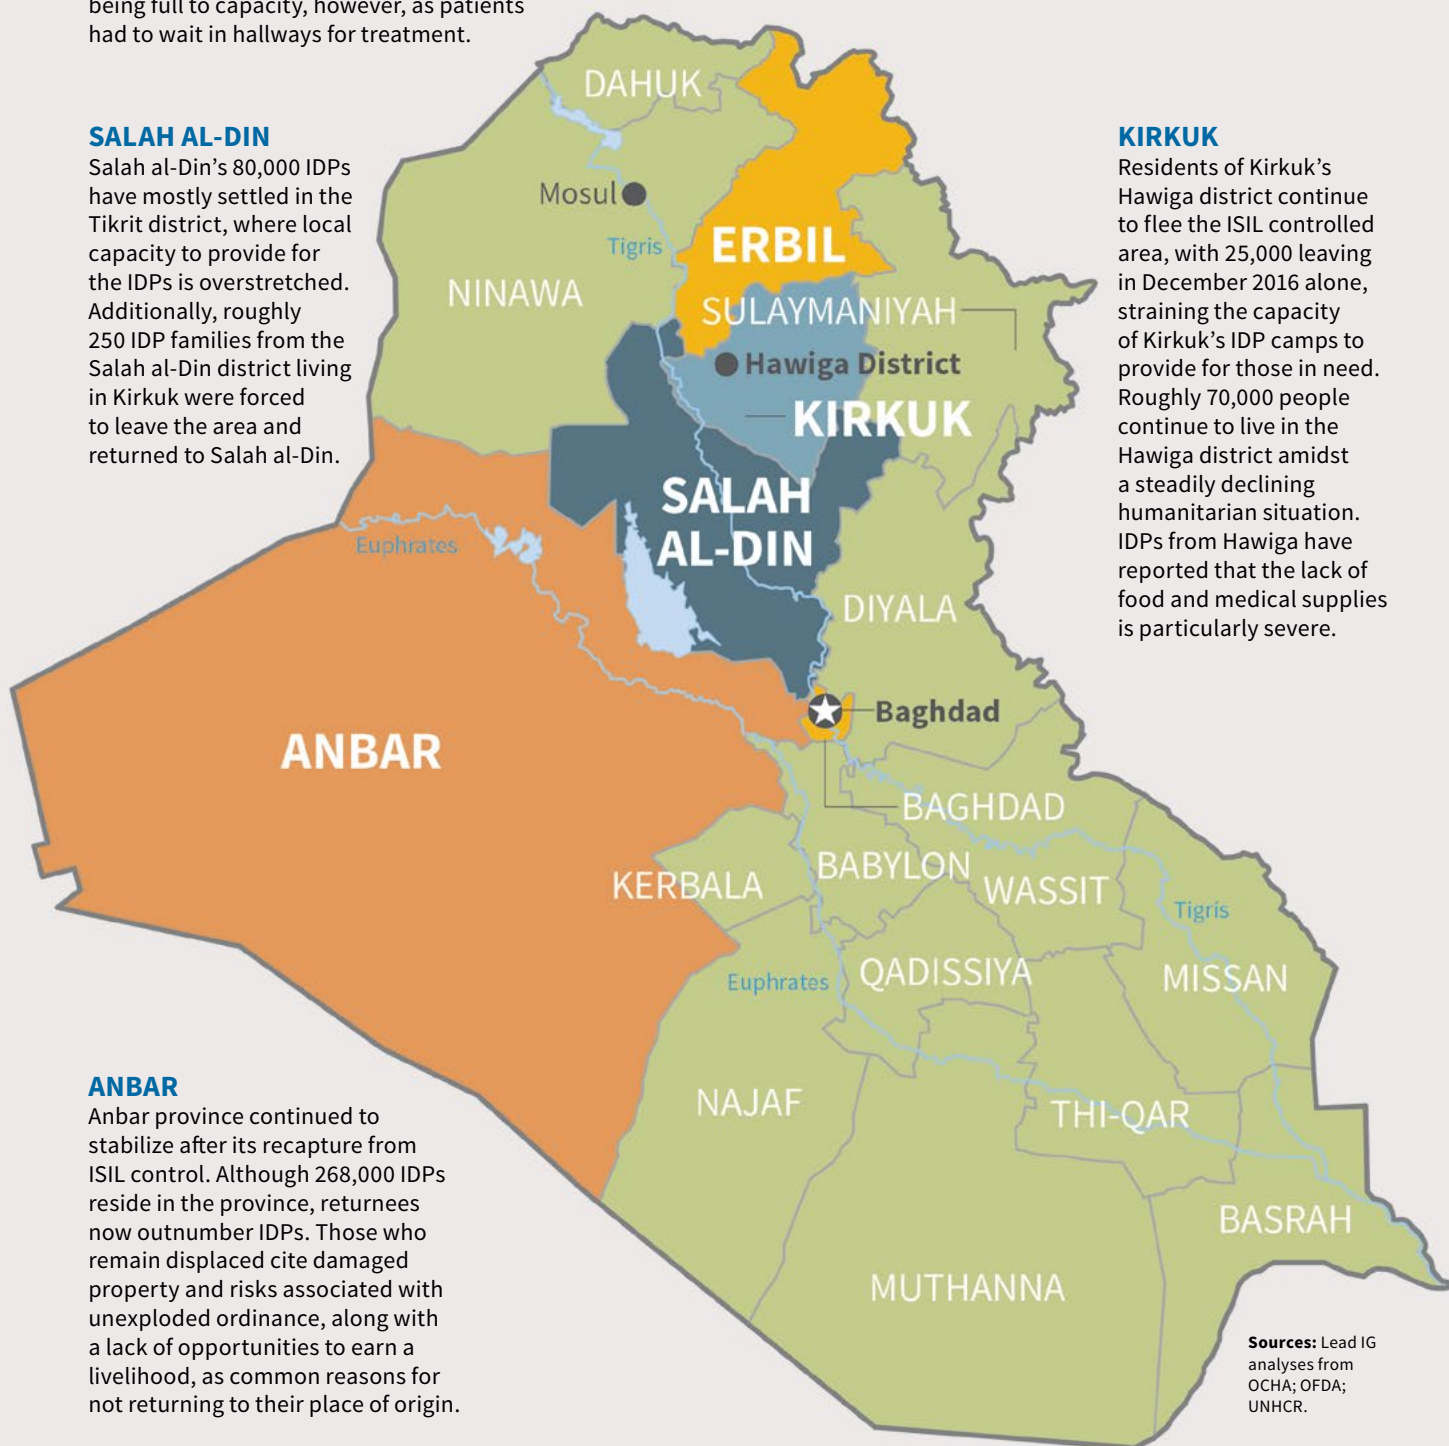 being full to capacity, however, as patients
had to wait in hallways for treatment.
SALAH AL-DIN
Salah al-Din’s 80,000 IDPs
have mostly settled in the
Tikrit district, where local
capacity to provide for
the IDPs is overstretched.
Additionally, roughly
250 IDP families from the
Salah al-Din district living
in Kirkuk were forced
to leave the area and
returned to Salah al-Din.
KIRKUK
Residents of Kirkuk’s
Hawiga district continue
to flee the ISIL controlled
area, with 25,000 leaving
in December 2016 alone,
straining the capacity
of Kirkuk’s IDP camps to
provide for those in need.
Roughly 70,000 people
continue to live in the
Hawiga district amidst
a steadily declining
humanitarian situation.
IDPs from Hawiga have
reported that the lack of
food and medical supplies
is particularly severe.
DAHUK
Mosul
Tigris
ERBIL
NINAWA
SULAYMANIYAH
Hawiga District
KIRKUK
SALAH
AL-DIN
Euphrates
DIYALA
Baghdad
ANBAR
BAGHDAD
BABYLON
KERBALA
WASSIT
Tigris
QADISSIYA
MISSAN
Euphrates
NAJAF
THI-QAR
BASRAH
MUTHANNA
ANBAR
Anbar province continued to
stabilize after its recapture from
ISIL control. Although 268,000 IDPs
reside in the province, returnees
now outnumber IDPs. Those who
remain displaced cite damaged
property and risks associated with
unexploded ordinance, along with
a lack of opportunities to earn a
livelihood, as common reasons for
not returning to their place of origin.
Sources: Lead IG
analyses from
OCHA; OFDA;
UNHCR.